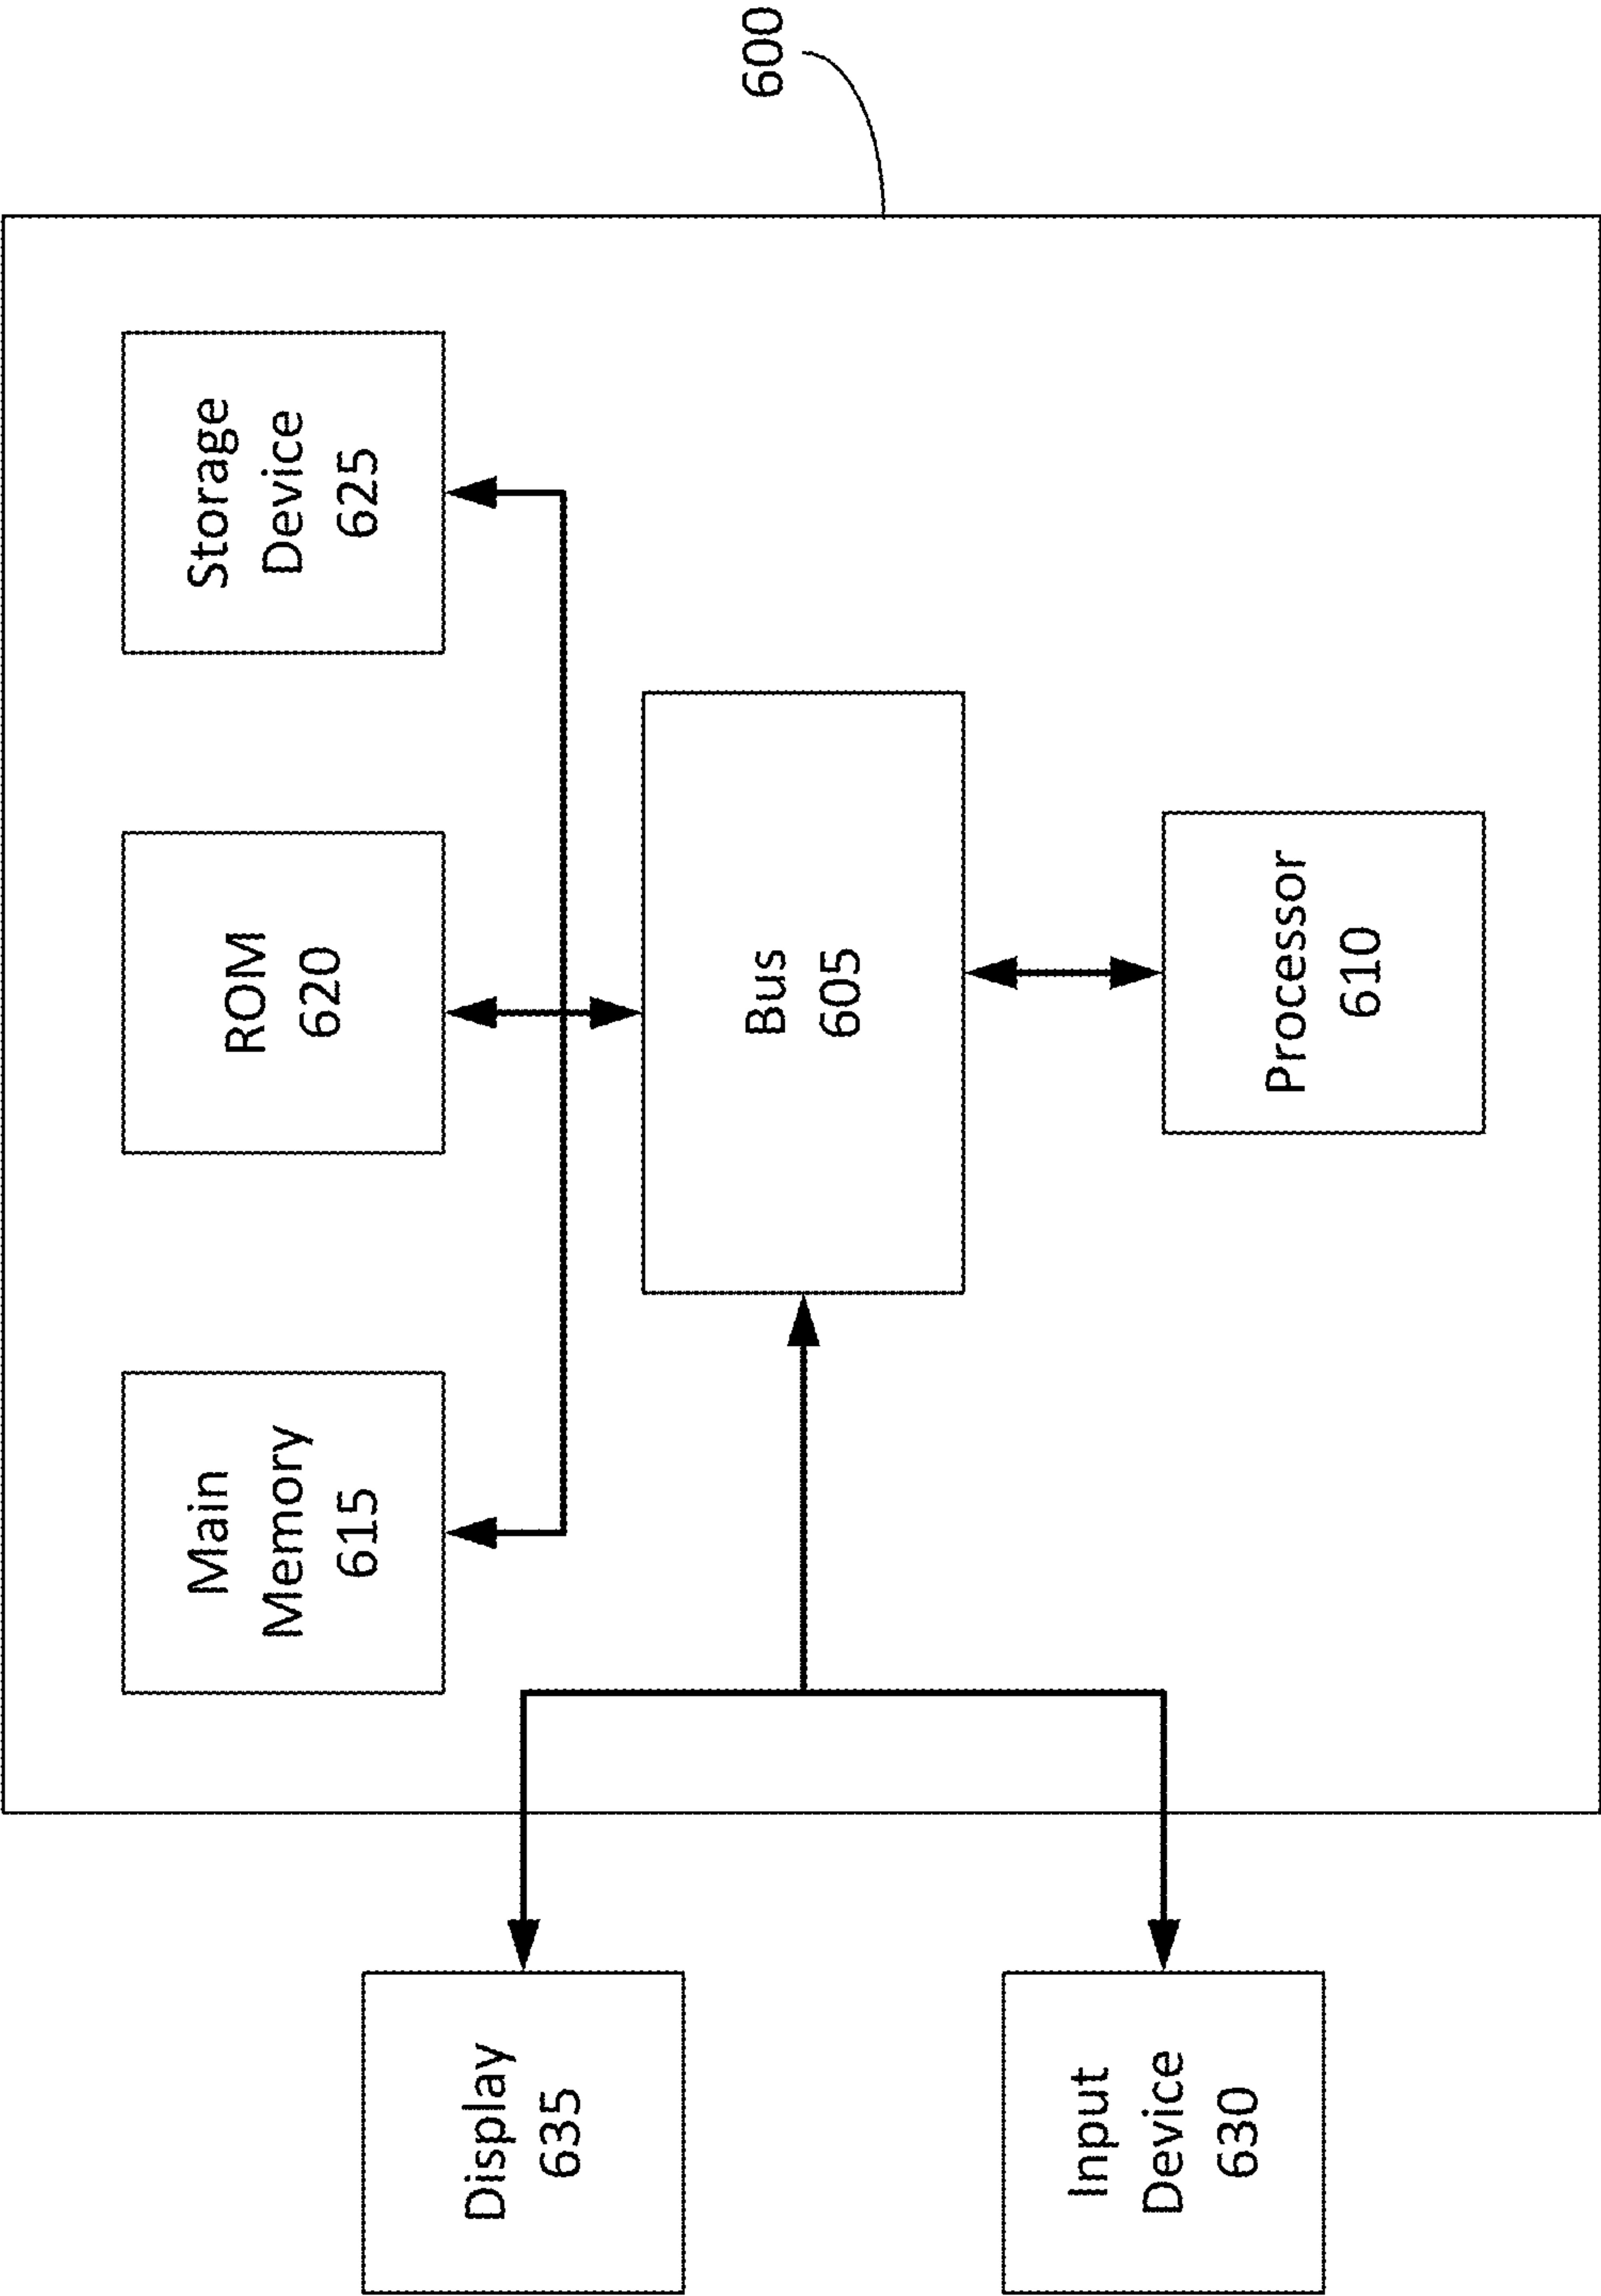 600
Main
Memory
615
ROM
620
Storage
Device
625
Display
635
Bus
605
Input
Device
630
Processor
610